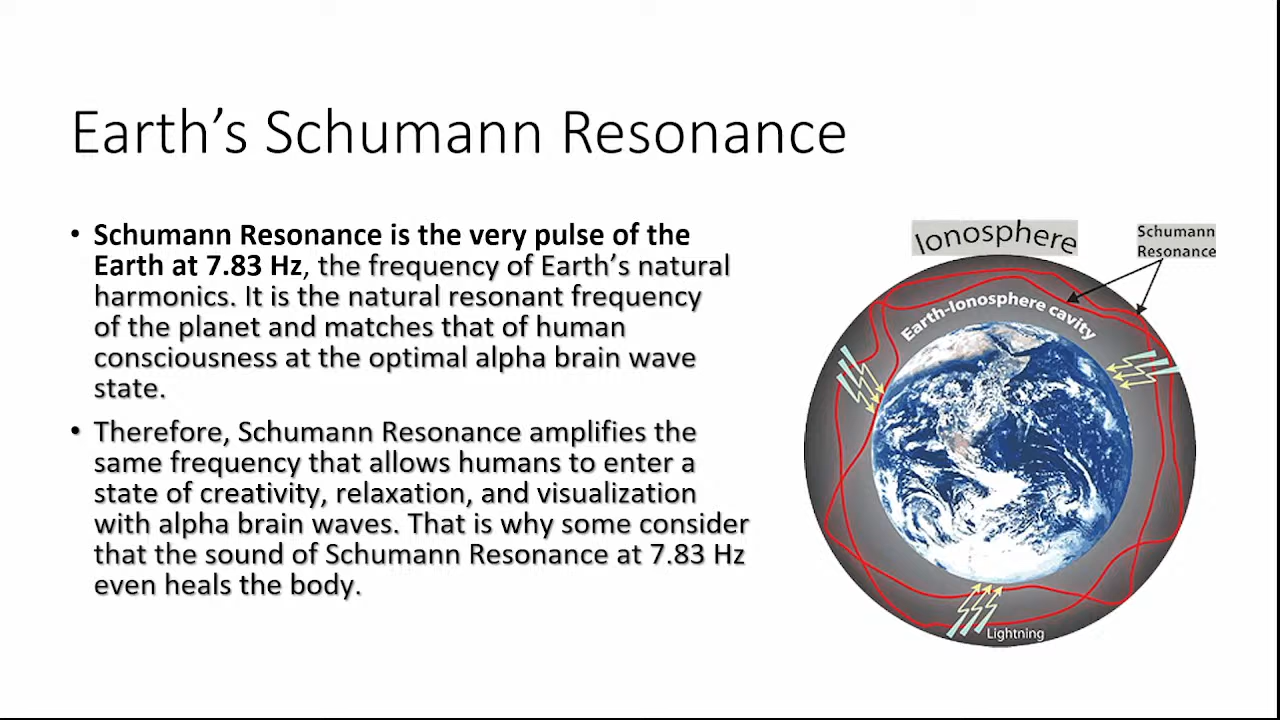 Earth’s Schumann Resonance
• Schumann Resonance is the very pulse of the
Earth at 7.83 Hz, the frequency of Earth’s natural
harmonics. It is the natural resonant frequency
of the planet and matches that of human
consciousness at the optimal alpha brain wave
state.
• Therefore, Schumann Resonance amplifies the
same frequency that allows humans to enter a
state of creativity, relaxation, and visualization
with alpha brain waves. That is why some consider
that the sound of Schumann Resonance at 7.83 Hz
even heals the body.
Ionosphere
Schumann
Resonance
Earth-Ionosphere cavity
Lightning